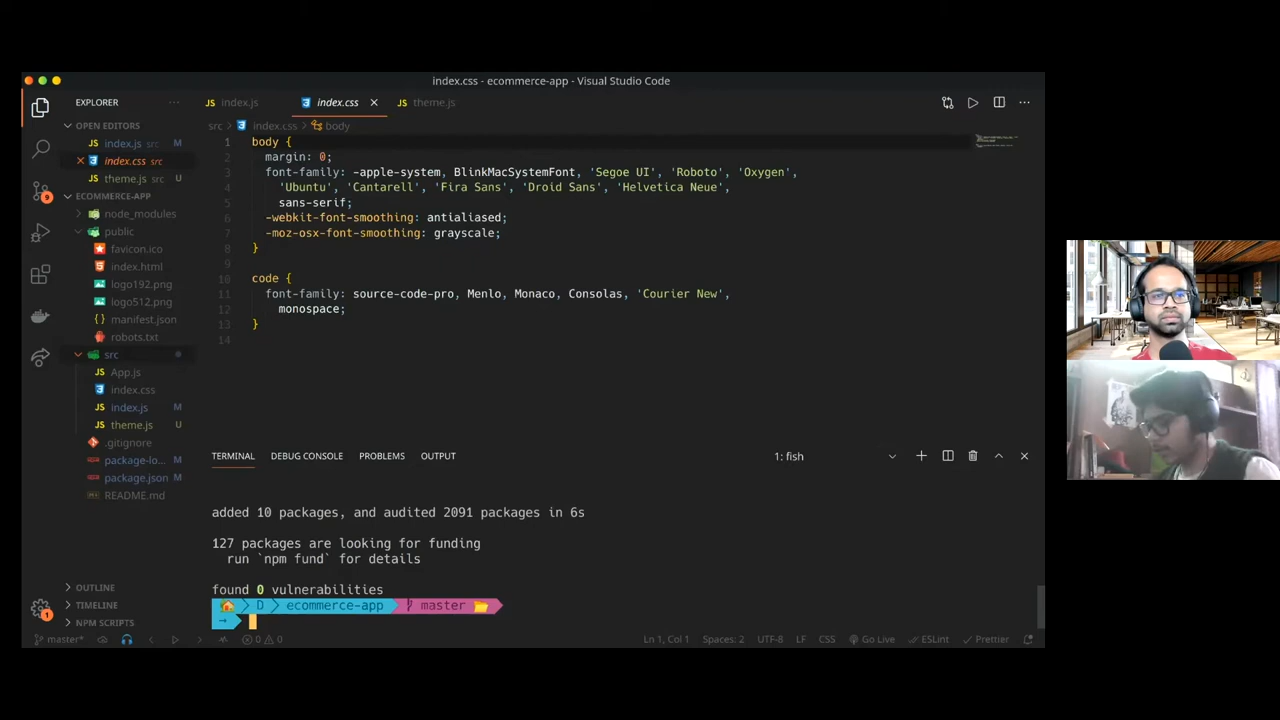 index.css - ecommerce-app - Visual Studio Code
EXPLORER
index.js
index.css
theme.js
OPEN EDITORS
src > index.css > body
index.js src M
index.css src
theme.js src U
ECOMMERCE-APP
node_modules
public
favicon.ico
index.html
logo192.png
logo512.png
manifest.json
robots.txt
src
App.js
index.css
index.js M
theme.js U
.gitignore
package-lo... M
package.json M
README.md
OUTLINE
TIMELINE
NPM SCRIPTS
1 body {
2 margin: 0;
3 font-family: -apple-system, BlinkMacSystemFont, 'Segoe UI', 'Roboto', 'Oxygen',
4 'Ubuntu', 'Cantarell', 'Fira Sans', 'Droid Sans', 'Helvetica Neue',
5 sans-serif;
6 -webkit-font-smoothing: antialiased;
7 -moz-osx-font-smoothing: grayscale;
8 }
9
10 code {
11 font-family: source-code-pro, Menlo, Monaco, Consolas, 'Courier New',
12 monospace;
13 }
14
TERMINAL DEBUG CONSOLE PROBLEMS OUTPUT
1: fish
added 10 packages, and audited 2091 packages in 6s
127 packages are looking for funding
run `npm fund` for details
found 0 vulnerabilities
D ecommerce-app master
9
1
master* 0 0 Ln 1, Col 1 Spaces: 2 UTF-8 LF CSS Go Live ESLint Prettier